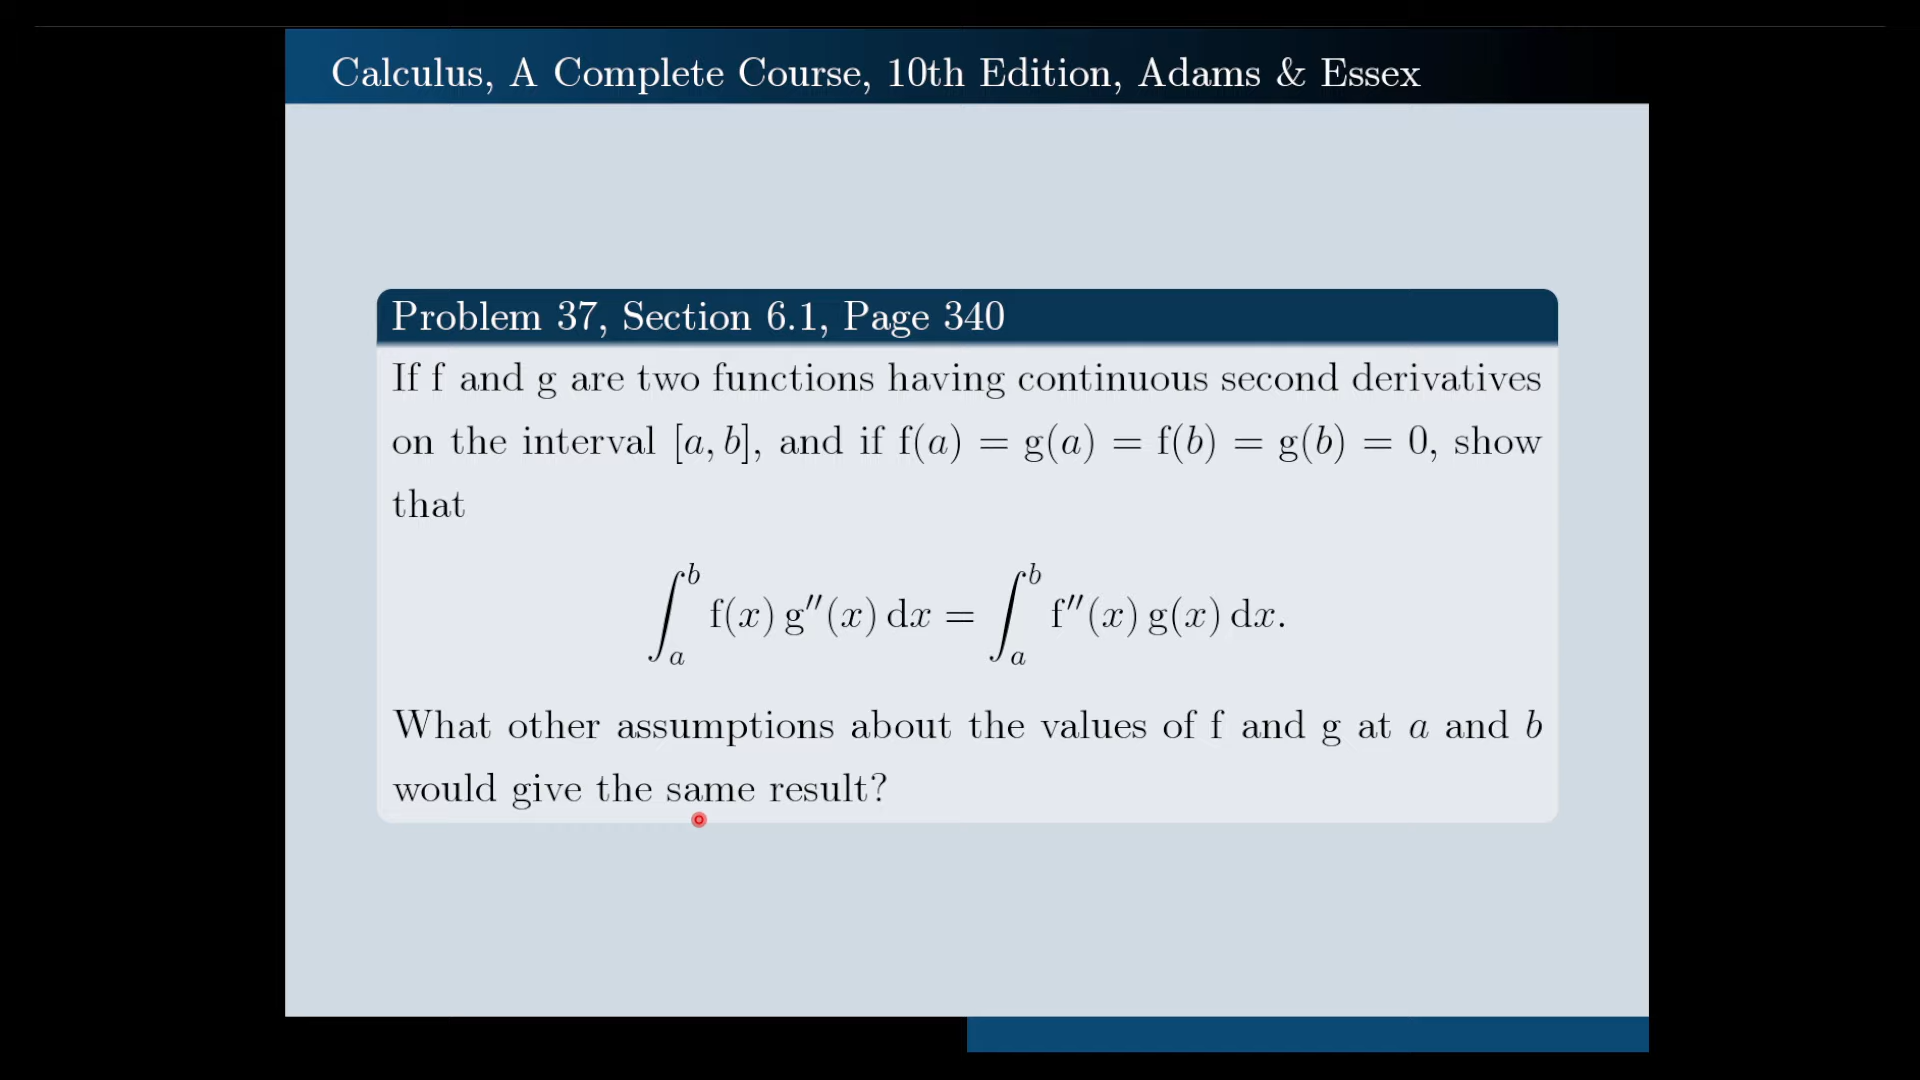 Calculus, A Complete Course, 10th Edition, Adams & Essex
Problem 37, Section 6.1, Page 340
If f and g are two functions having continuous second derivatives
on the interval [a, b], and if f(a) = g(a) = f(b) = g(b) = 0, show
that
∫_a^b f(x) g″(x) dx = ∫_a^b f″(x) g(x) dx.
What other assumptions about the values of f and g at a and b
would give the same result?